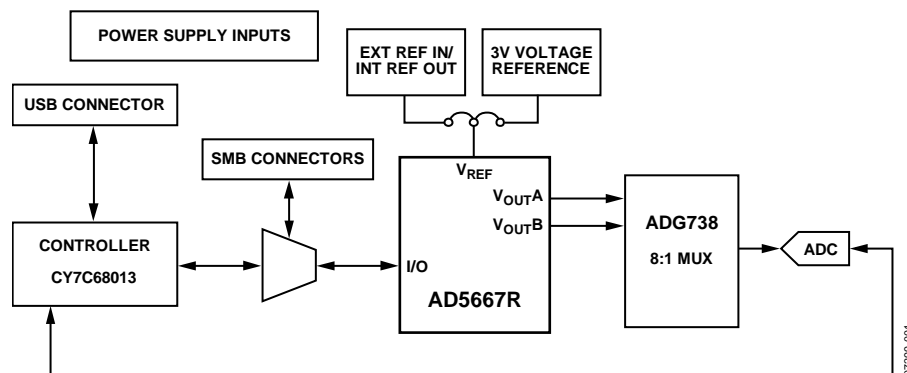 POWER SUPPLY INPUTS
EXT REF IN/
INT REF OUT
3V VOLTAGE
REFERENCE
USB CONNECTOR
SMB CONNECTORS
VREF
VOUTA
VOUTB
I/O
AD5667R
CONTROLLER
CY7C68013
ADG738
8:1 MUX
ADC